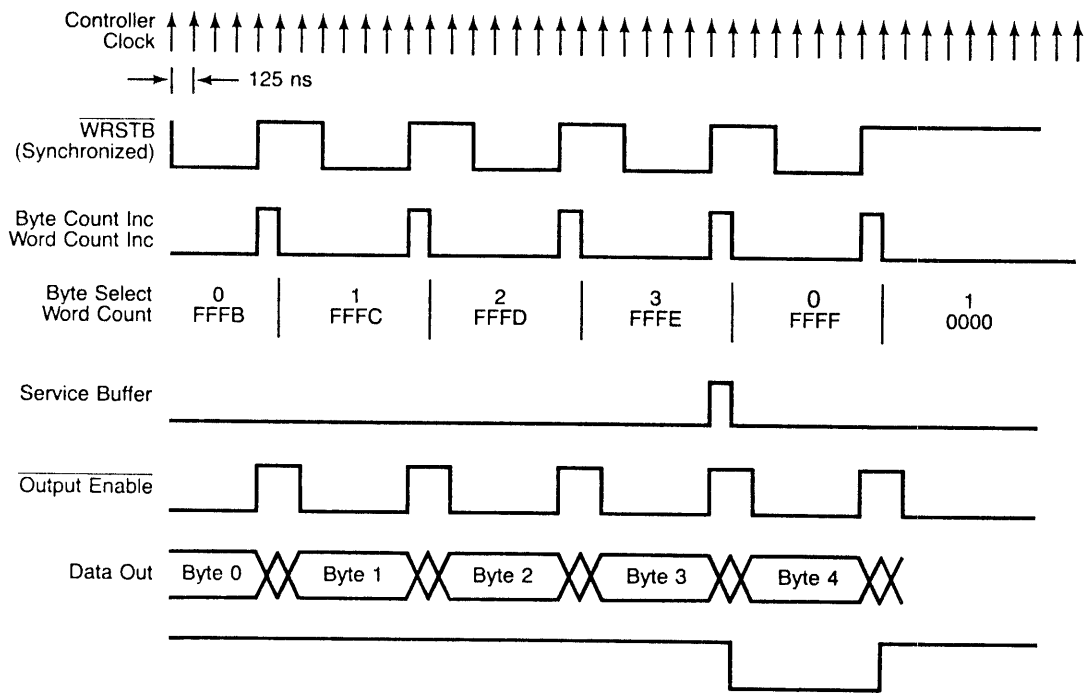 Controller
Clock
125 ns
WRSTB
(Synchronized)
Byte Count Inc
Word Count Inc
Byte Select 0 1 2 3 0 1
Word Count FFFB FFFC FFFD FFFE FFFF 0000
Service Buffer
Output Enable
Data Out Byte 0 Byte 1 Byte 2 Byte 3 Byte 4